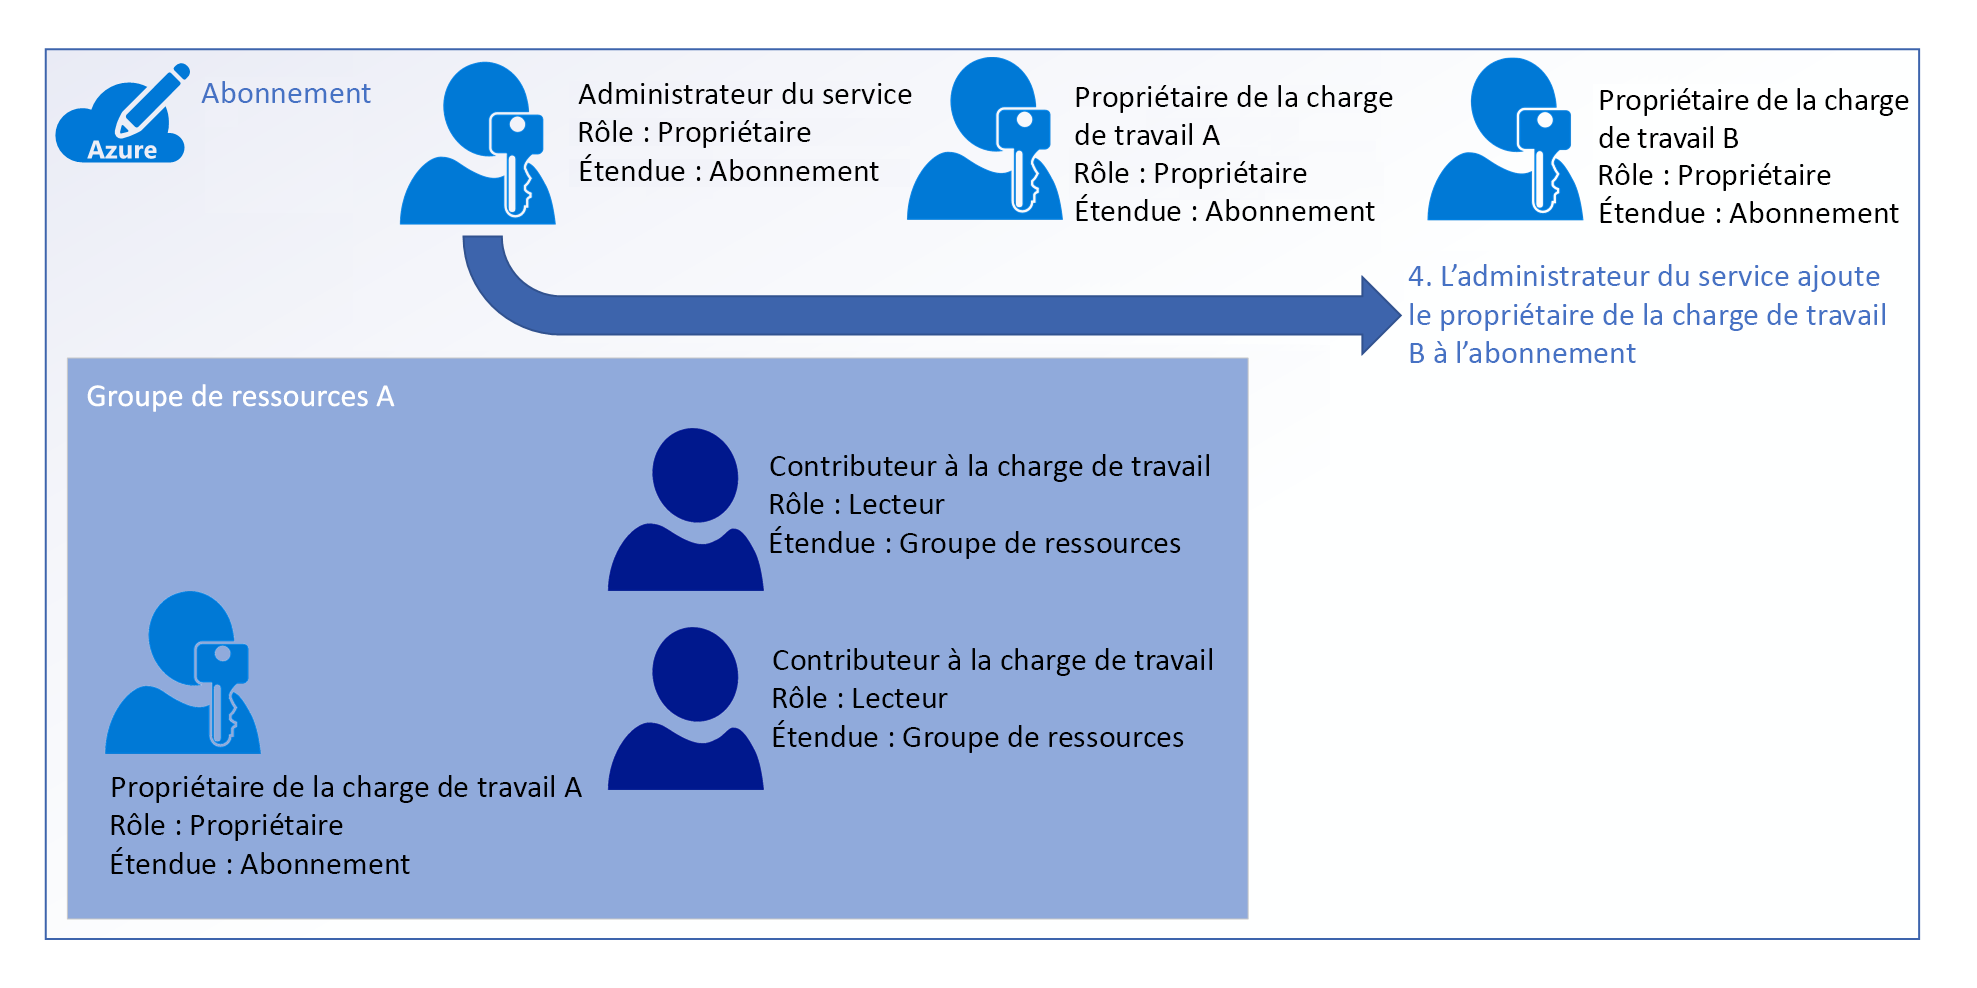 Azure
Abonnement
Administrateur du service
Rôle : Propriétaire
Étendue : Abonnement
Propriétaire de la charge
de travail A
Rôle : Propriétaire
Étendue : Abonnement
Propriétaire de la charge
de travail B
Rôle : Propriétaire
Étendue : Abonnement
4. L’administrateur du service ajoute
le propriétaire de la charge de travail
B à l’abonnement
Groupe de ressources A
Contributeur à la charge de travail
Rôle : Lecteur
Étendue : Groupe de ressources
Contributeur à la charge de travail
Rôle : Lecteur
Étendue : Groupe de ressources
Propriétaire de la charge de travail A
Rôle : Propriétaire
Étendue : Abonnement